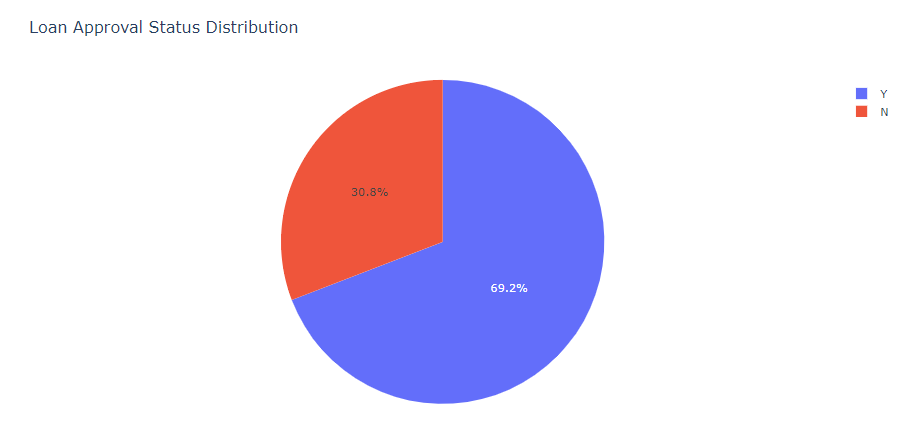 Loan Approval Status Distribution
Y
N
30.8%
69.2%